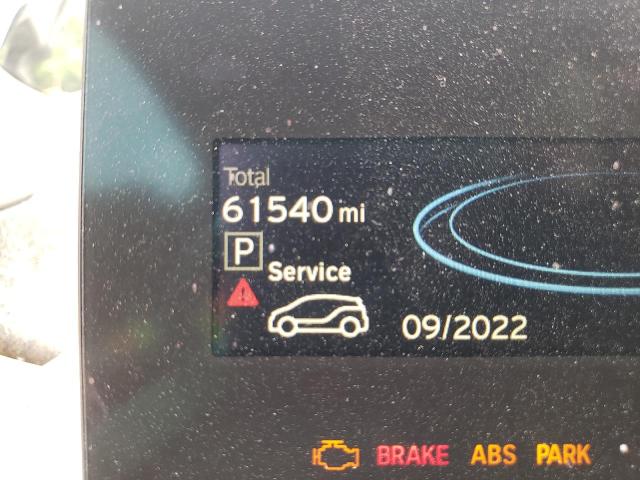 Total
61540 mi
P
Service
09/2022
BRAKE ABS PARK